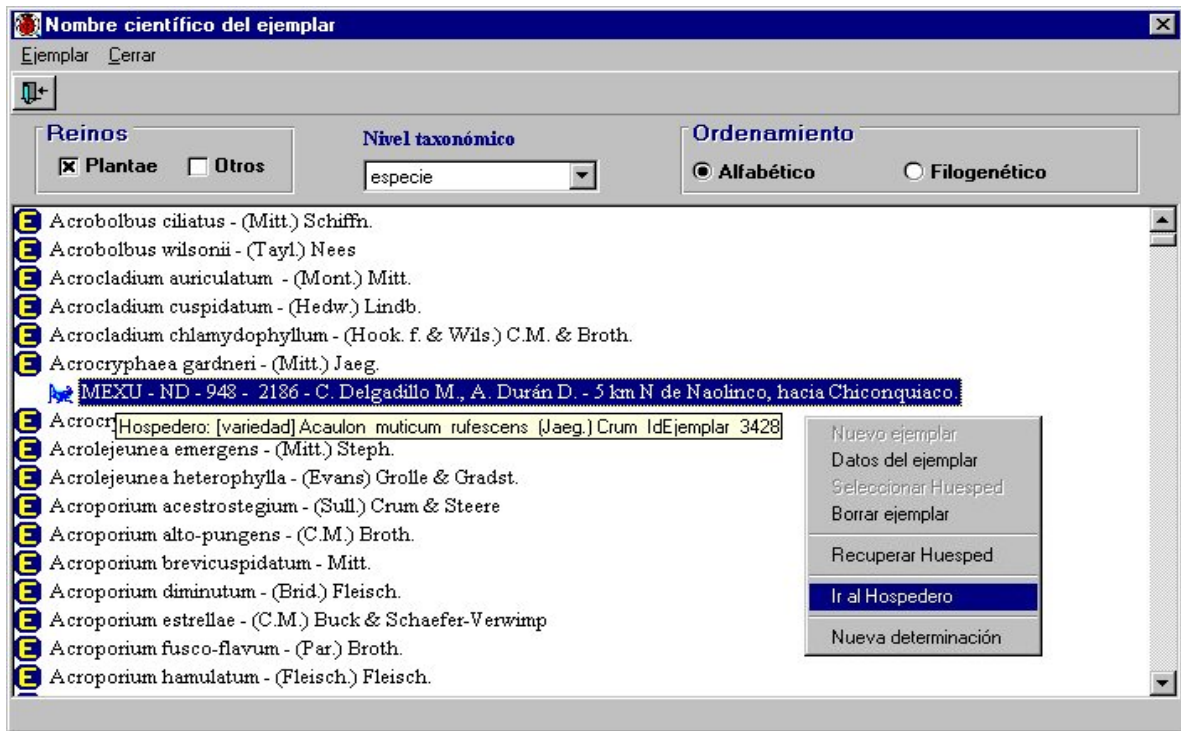 Nombre científico del ejemplar
Ejemplar Cerrar
Reinos
Plantae Otros
Nivel taxonómico
especie
Ordenamiento
Alfabético Filogenético
E Acrobolbus ciliatus - (Mitt.) Schiffn.
E Acrobolbus wilsonii - (Tayl.) Nees
E Acrocladium auriculatum - (Mont.) Mitt.
E Acrocladium cuspidatum - (Hedw.) Lindb.
E Acrocladium chlamydophyllum - (Hook. f. & Wils.) C.M. & Broth.
E Acrocryphaea gardneri - (Mitt.) Jaeg.
MEXU - ND - 948 - 2186 - C. Delgadillo M., A. Durán D. - 5 km N de Naolinco, hacia Chiconquiaco.
E
Hospedero: [variedad] Acaulon muticum rufescens (Jaeg.) Crum IdEjemplar 3428
E Acrolejeunea emergens - (Mitt.) Steph.
E Acrolejeunea heterophylla - (Evans) Grolle & Gradst.
E Acroporium acestrostegium - (Sull.) Crum & Steere
E Acroporium alto-pungens - (C.M.) Broth.
E Acroporium brevicuspidatum - Mitt.
E Acroporium diminutum - (Brid.) Fleisch.
E Acroporium estrellae - (C.M.) Buck & Schaefer-Verwimp
E Acroporium fusco-flavum - (Par.) Broth.
E Acroporium hamulatum - (Fleisch.) Fleisch.
Nuevo ejemplar
Datos del ejemplar
Seleccionar Huesped
Borrar ejemplar
Recuperar Huesped
Ir al Hospedero
Nueva determinación